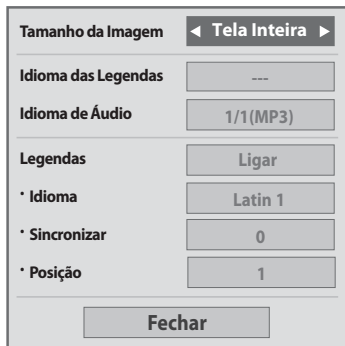 Tamanho da Imagem ◄ Tela Inteira ►
Idioma das Legendas ---
Idioma de Áudio 1/1(MP3)
Legendas Ligar
· Idioma Latin 1
· Sincronizar 0
· Posição 1
Fechar